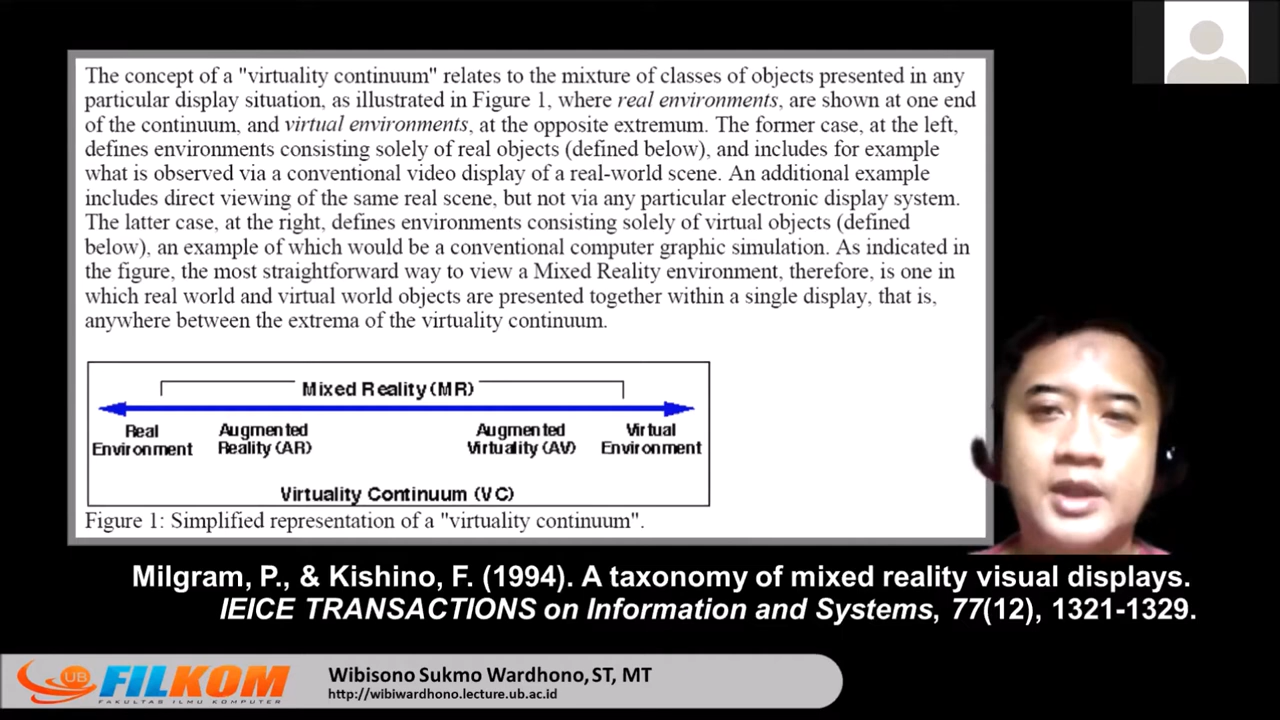 The concept of a "virtuality continuum" relates to the mixture of classes of objects presented in any
particular display situation, as illustrated in Figure 1, where real environments, are shown at one end
of the continuum, and virtual environments, at the opposite extremum. The former case, at the left,
defines environments consisting solely of real objects (defined below), and includes for example
what is observed via a conventional video display of a real-world scene. An additional example
includes direct viewing of the same real scene, but not via any particular electronic display system.
The latter case, at the right, defines environments consisting solely of virtual objects (defined
below), an example of which would be a conventional computer graphic simulation. As indicated in
the figure, the most straightforward way to view a Mixed Reality environment, therefore, is one in
which real world and virtual world objects are presented together within a single display, that is,
anywhere between the extrema of the virtuality continuum.
Mixed Reality (MR)
Real
Environment
Augmented
Reality (AR)
Augmented
Virtuality (AV)
Virtual
Environment
Virtuality Continuum (VC)
Figure 1: Simplified representation of a "virtuality continuum".
Milgram, P., & Kishino, F. (1994). A taxonomy of mixed reality visual displays.
IEICE TRANSACTIONS on Information and Systems, 77(12), 1321-1329.
UB FILKOM
FAKULTAS ILMU KOMPUTER
Wibisono Sukmo Wardhono, ST, MT
http://wibiwardhono.lecture.ub.ac.id